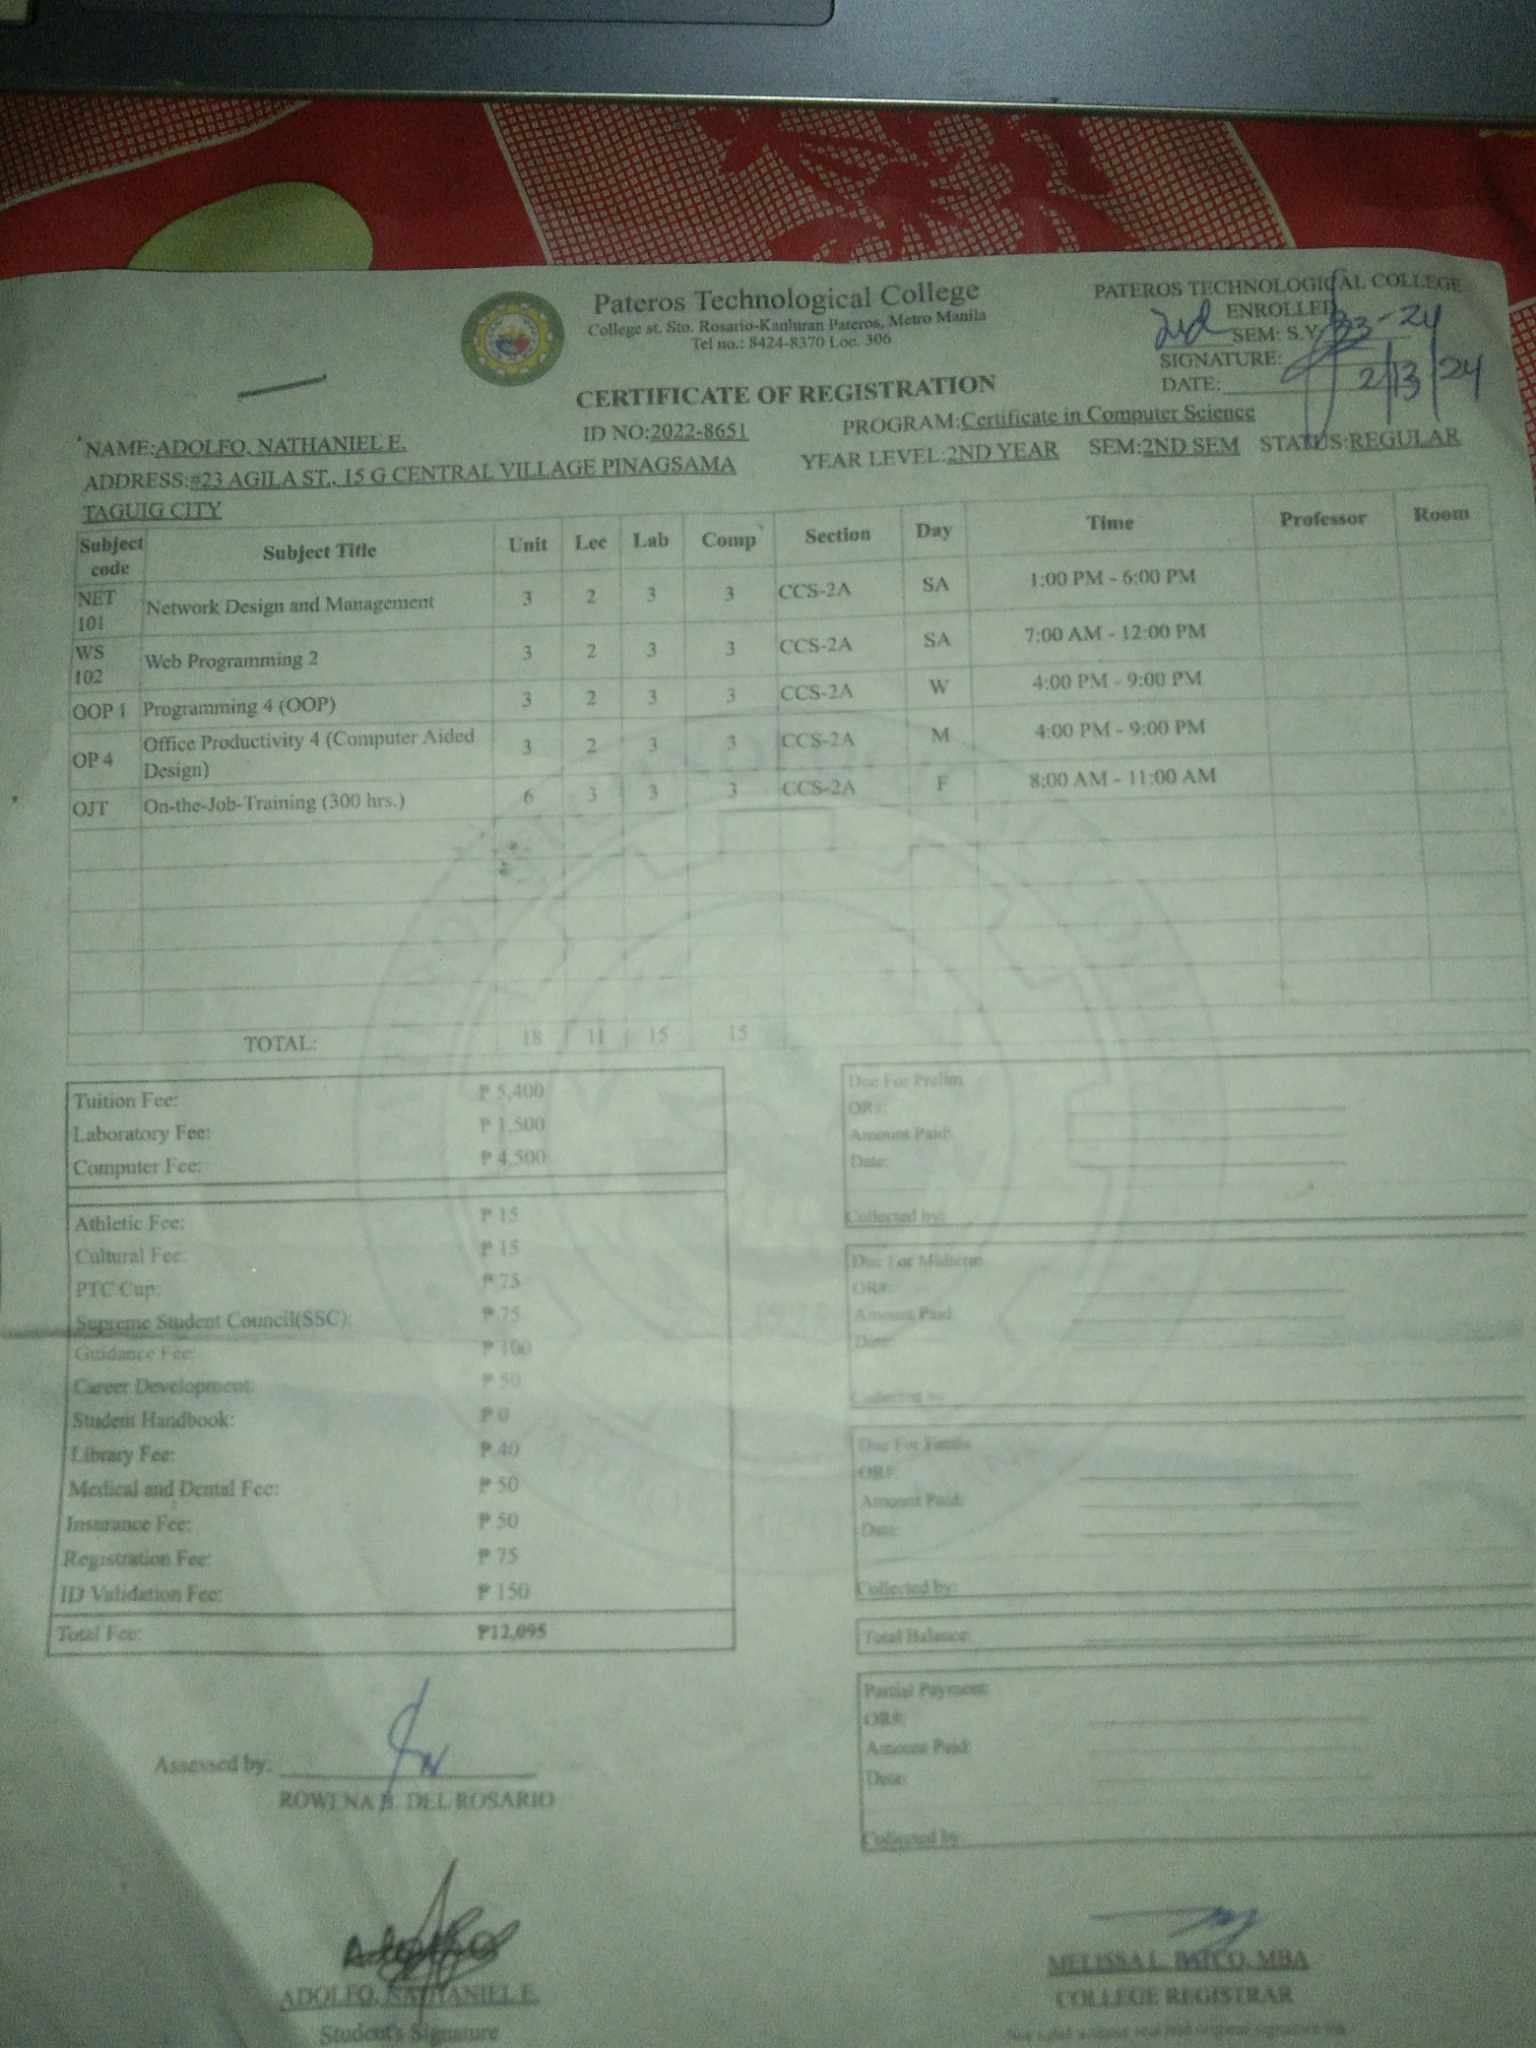 Pateros Technological College
College st. Sto. Rosario-Kanluran Pateros, Metro Manila
Tel no.: 8424-8370 Loc. 306
PATEROS TECHNOLOGICAL COLLEGE
ENROLLED
2nd SEM: S.Y. 23-24
SIGNATURE:
DATE: 2/13/24
CERTIFICATE OF REGISTRATION
NAME:ADOLFO, NATHANIEL E. ID NO:2022-8651 PROGRAM:Certificate in Computer Science
ADDRESS:#23 AGILA ST., 15 G CENTRAL VILLAGE PINAGSAMA YEAR LEVEL:2ND YEAR SEM:2ND SEM STATUS:REGULAR
TAGUIG CITY
Subject code Subject Title Unit Lec Lab Comp Section Day Time Professor Room
NET 101 Network Design and Management 3 2 3 3 CCS-2A SA 1:00 PM - 6:00 PM
WS 102 Web Programming 2 3 2 3 3 CCS-2A SA 7:00 AM - 12:00 PM
OOP 1 Programming 4 (OOP) 3 2 3 3 CCS-2A W 4:00 PM - 9:00 PM
OP 4 Office Productivity 4 (Computer Aided Design) 3 2 3 3 CCS-2A M 4:00 PM - 9:00 PM
OJT On-the-Job-Training (300 hrs.) 6 3 3 3 CCS-2A F 8:00 AM - 11:00 AM
TOTAL: 18 11 15 15
Tuition Fee: ₱ 5,400
Laboratory Fee: ₱ 1,500
Computer Fee: ₱ 4,500
Athletic Fee: ₱ 15
Cultural Fee: ₱ 15
PTC Cup: ₱ 75
Supreme Student Council(SSC): ₱ 75
Guidance Fee: ₱ 100
Career Development: ₱ 50
Student Handbook: ₱ 0
Library Fee: ₱ 40
Medical and Dental Fee: ₱ 50
Insurance Fee: ₱ 50
Registration Fee: ₱ 75
ID Validation Fee: ₱ 150
Total Fee: ₱12,095
Due For Prelim
OR#:
Amount Paid:
Date:
Collected by:
Due For Midterm
OR#:
Amount Paid:
Date:
Collected by:
Due For Finals
OR#:
Amount Paid:
Date:
Collected by:
Total Balance:
Partial Payment:
OR#:
Amount Paid:
Date:
Collected by:
Assessed by:
ROWENA B. DEL ROSARIO
Adolfo
ADOLFO, NATHANIEL E.
Student's Signature
MELISSA L. BATCO, MBA
COLLEGE REGISTRAR
Not valid without seal and original signature